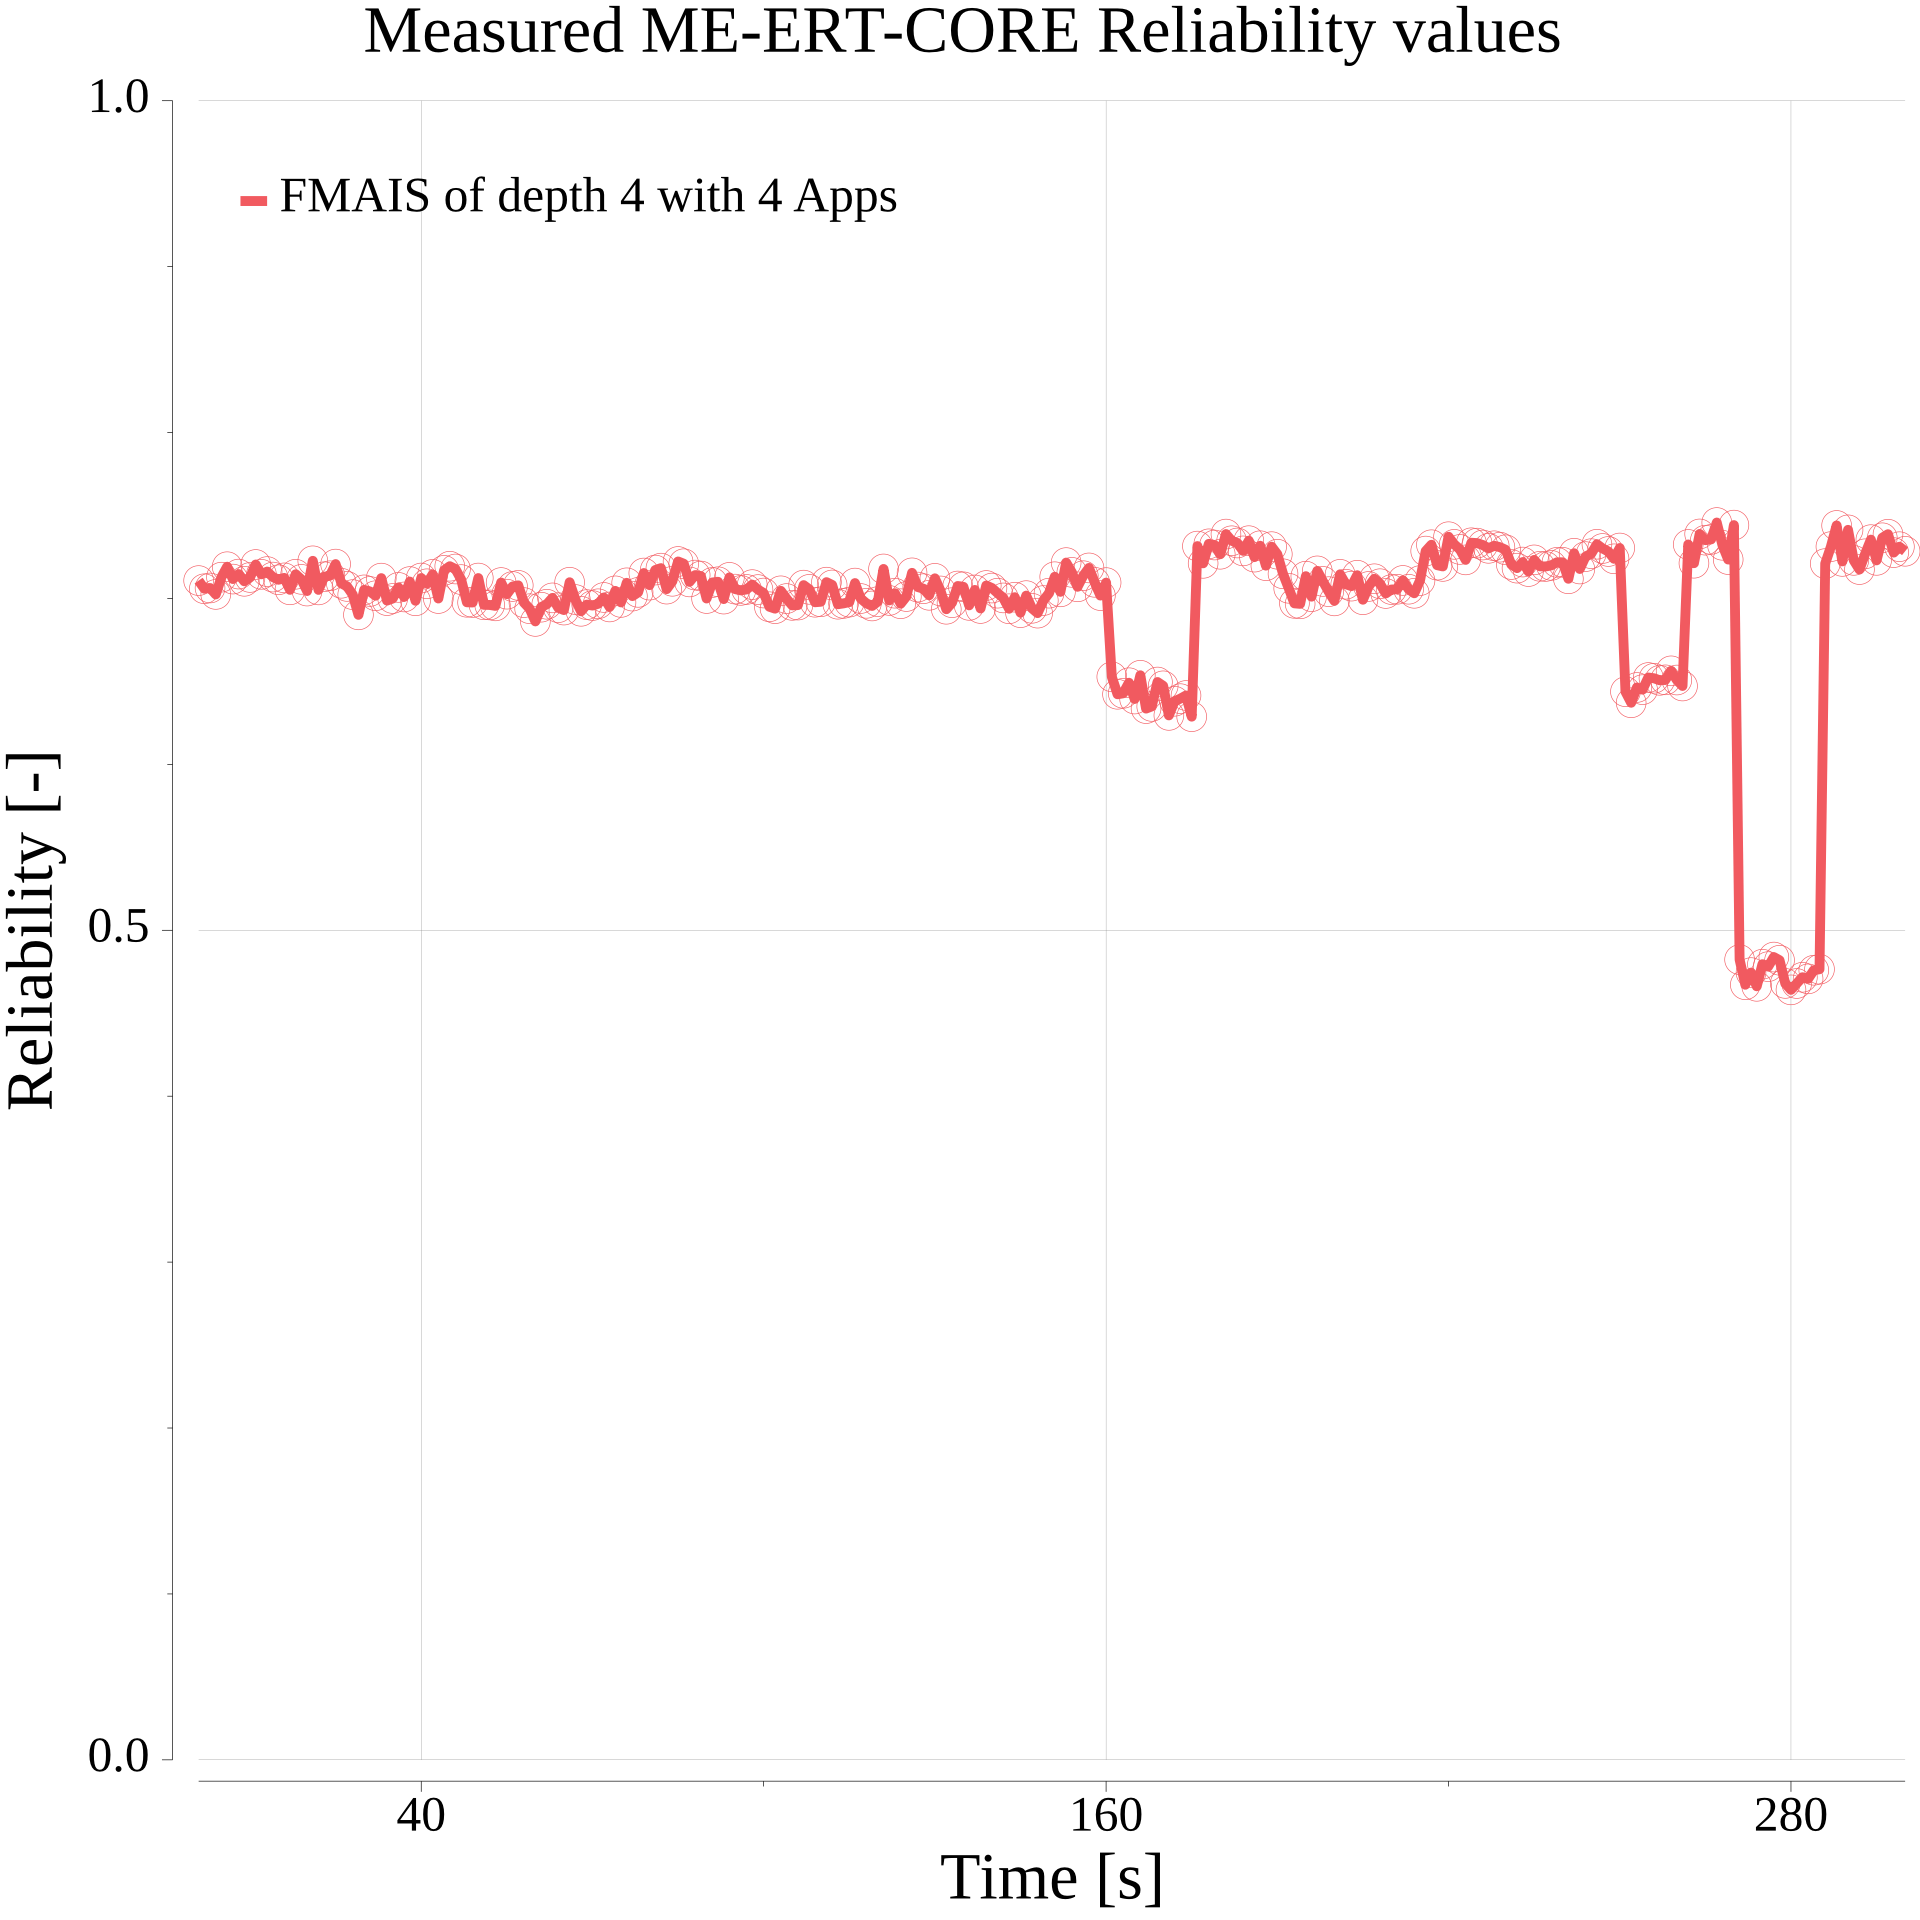 Measured ME-ERT-CORE Reliability values
1.0
FMAIS of depth 4 with 4 Apps
Reliability [-]
0.5
0.0
40
160
280
Time [s]